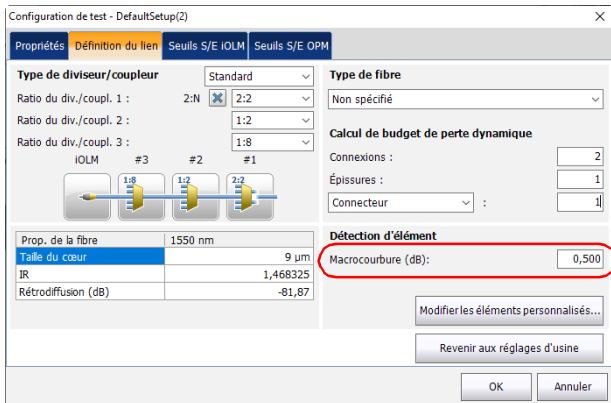 Configuration de test - DefaultSetup(2)
Propriétés Définition du lien Seuils S/E iOLM Seuils S/E OPM
Type de diviseur/coupleur Standard
Ratio du div./coupl. 1 : 2:N 2:2
Ratio du div./coupl. 2 : 1:2
Ratio du div./coupl. 3 : 1:8
iOLM #3 #2 #1
1:8 1:2 2:2
Type de fibre
Non spécifié
Calcul de budget de perte dynamique
Connexions : 2
Épissures : 1
Connecteur : 1
Prop. de la fibre 1550 nm
Taille du cœur 9 µm
IR 1,468325
Rétrodiffusion (dB) -81,87
Détection d'élément
Macrocourbure (dB): 0,500
Modifier les éléments personnalisés...
Revenir aux réglages d'usine
OK Annuler